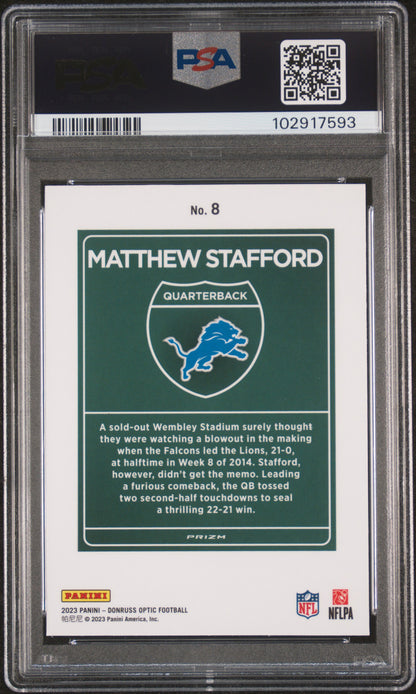 PSA
102917593
No. 8
MATTHEW STAFFORD
QUARTERBACK
A sold-out Wembley Stadium surely thought
they were watching a blowout in the making
when the Falcons led the Lions, 21-0,
at halftime in Week 8 of 2014. Stafford,
however, didn't get the memo. Leading
a furious comeback, the QB tossed
two second-half touchdowns to seal
a thrilling 22-21 win.
PRIZM
PANINI
2023 PANINI – DONRUSS OPTIC FOOTBALL
帕尼尼 © 2023 Panini America, Inc.
NFL
NFLPA